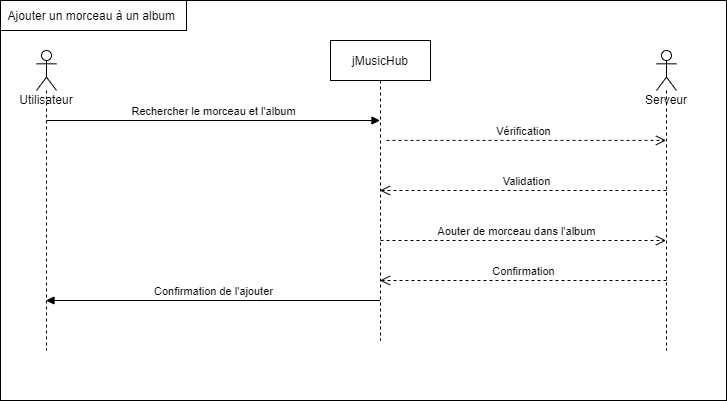 Ajouter un morceau à un album
jMusicHub
Utilisateur
Serveur
Rechercher le morceau et l'album
Vérification
Validation
Aouter de morceau dans l'album
Confirmation
Confirmation de l'ajouter